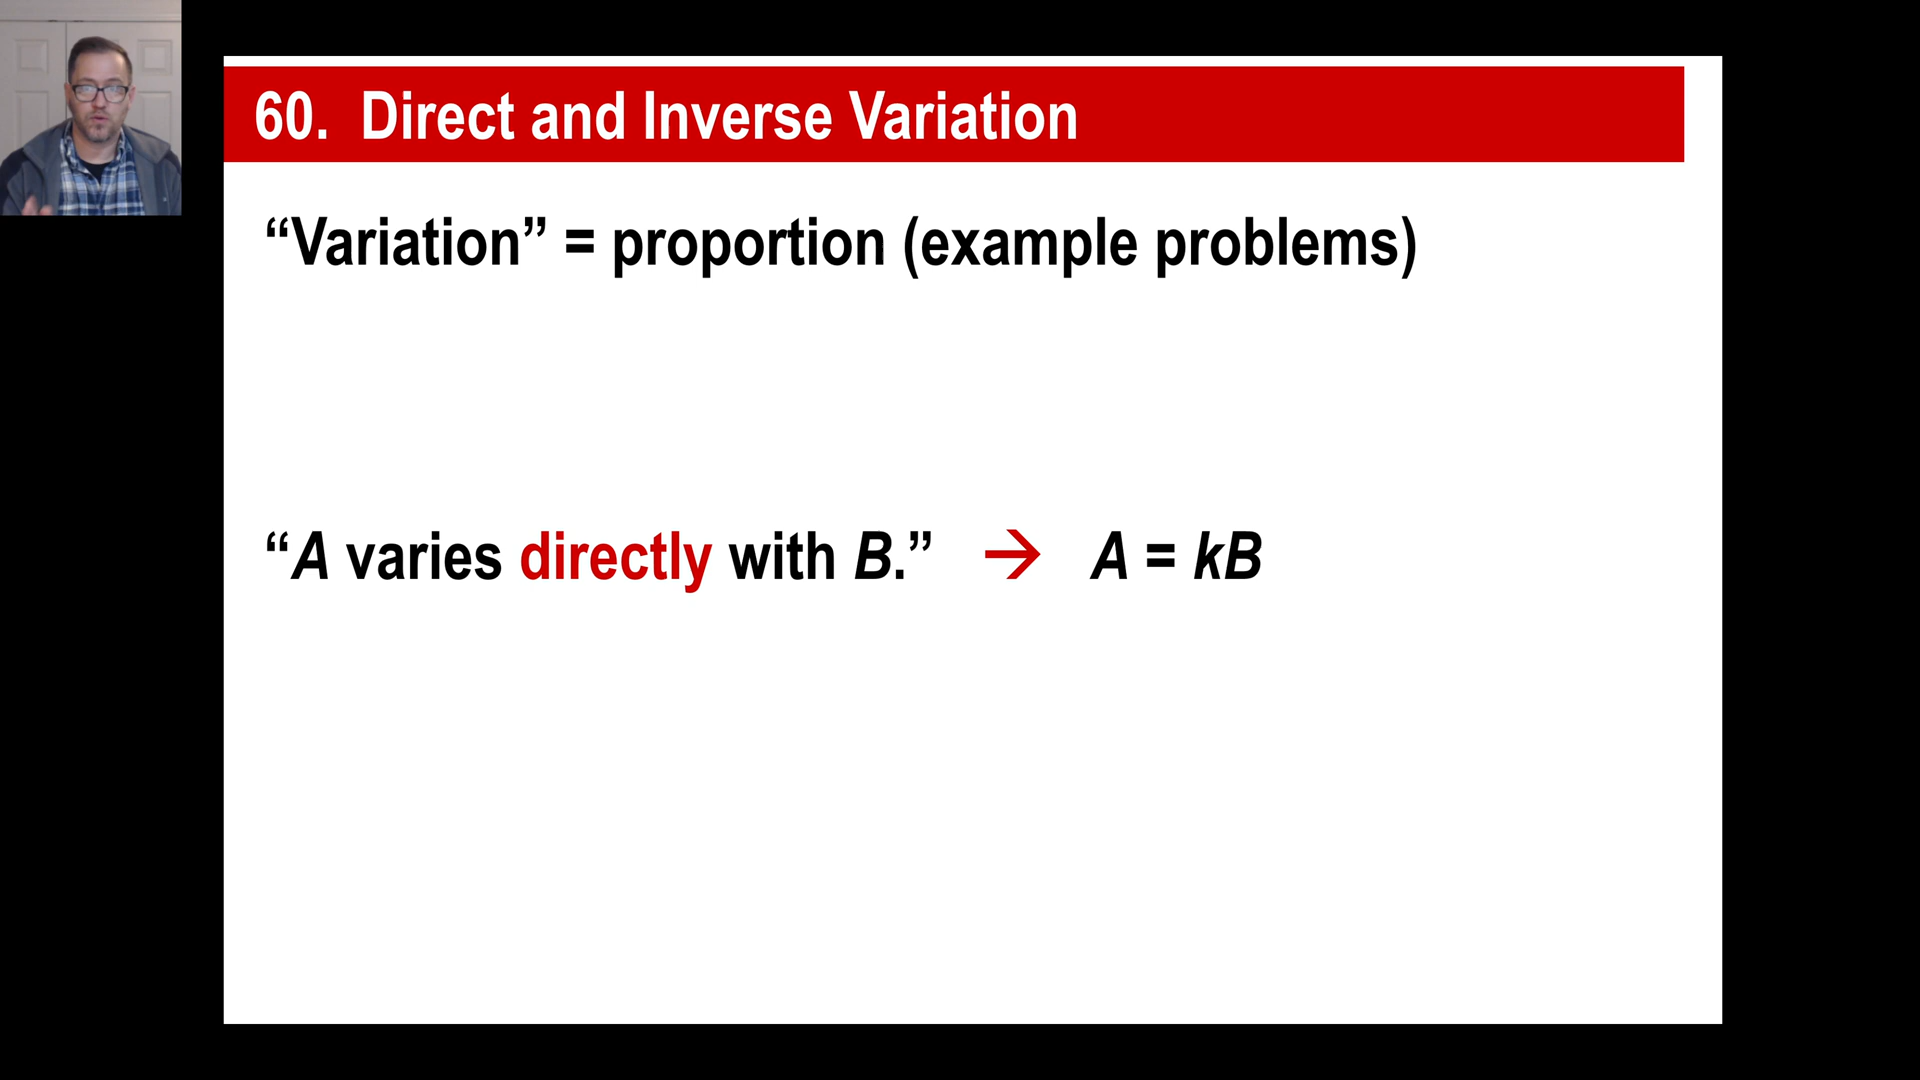 60. Direct and Inverse Variation
“Variation” = proportion (example problems)
“A varies directly with B.” → A = kB